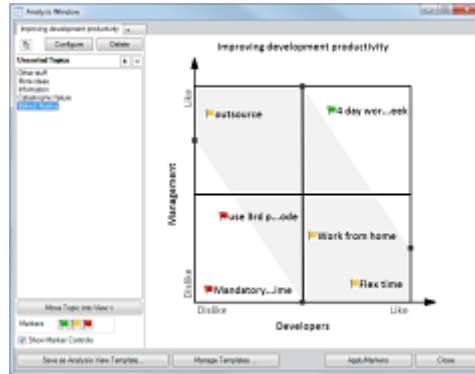 Analysis Window
Improving development productivity
Configure
Delete
Unsorted Topics
Other stuff
More ideas
Information
Catastrophic failure
Move Topic into View >
Markers
Show Marker Controls
Save as Analysis View Template...
Manage Templates ...
Apply Markers
Close
Improving development productivity
Like
Management
Dislike
outsource
4 day wor...eek
use 3rd p...ode
Work from home
Mandatory...ime
Flex time
Dislike
Like
Developers